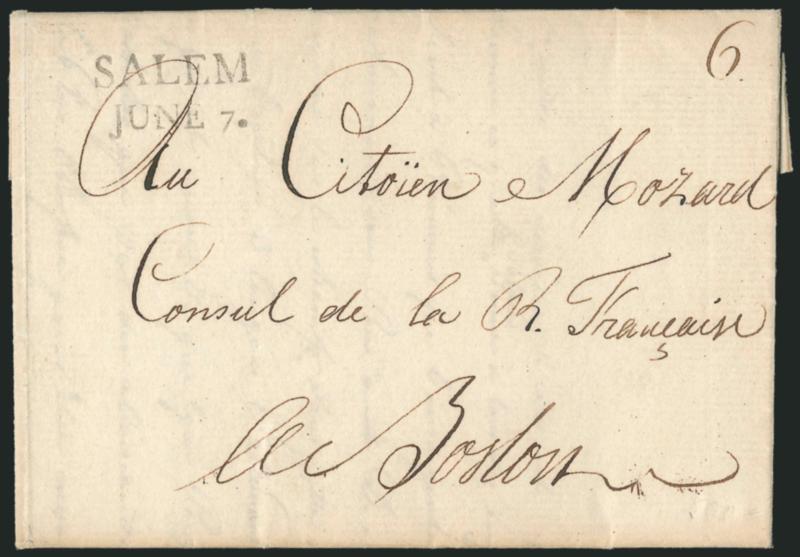 6
SALEM
JUNE 7.
Au Citoïen Mozard
Consul de la R. Française
A Boston